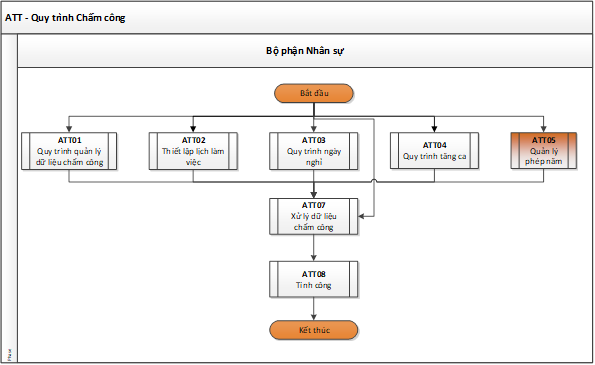 ATT - Quy trình Chấm công
Bộ phận Nhân sự
Bắt đầu
ATT01
Quy trình quản lý
dữ liệu chấm công
ATT02
Thiết lập lịch làm
việc
ATT03
Quy trình ngày
nghỉ
ATT04
Quy trình tăng ca
ATT05
Quản lý
phép năm
ATT07
Xử lý dữ liệu
chấm công
ATT08
Tính công
Kết thúc
Phase